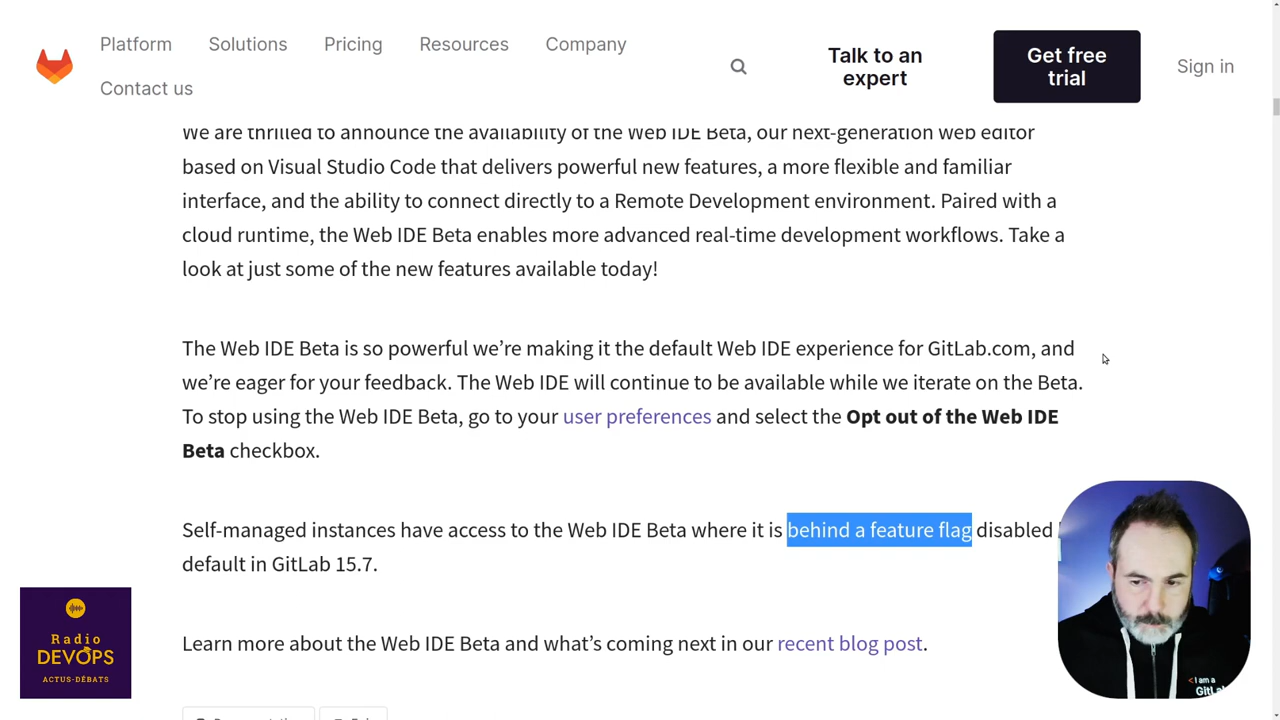 Platform Solutions Pricing Resources Company
Contact us
Talk to an
expert
Get free
trial
Sign in
We are thrilled to announce the availability of the Web IDE Beta, our next-generation web editor
based on Visual Studio Code that delivers powerful new features, a more flexible and familiar
interface, and the ability to connect directly to a Remote Development environment. Paired with a
cloud runtime, the Web IDE Beta enables more advanced real-time development workflows. Take a
look at just some of the new features available today!
The Web IDE Beta is so powerful we’re making it the default Web IDE experience for GitLab.com, and
we’re eager for your feedback. The Web IDE will continue to be available while we iterate on the Beta.
To stop using the Web IDE Beta, go to your user preferences and select the Opt out of the Web IDE
Beta checkbox.
Self-managed instances have access to the Web IDE Beta where it is behind a feature flag disabled
default in GitLab 15.7.
Learn more about the Web IDE Beta and what’s coming next in our recent blog post.
Radio
DEVOPS
ACTUS-DÉBATS
I am a